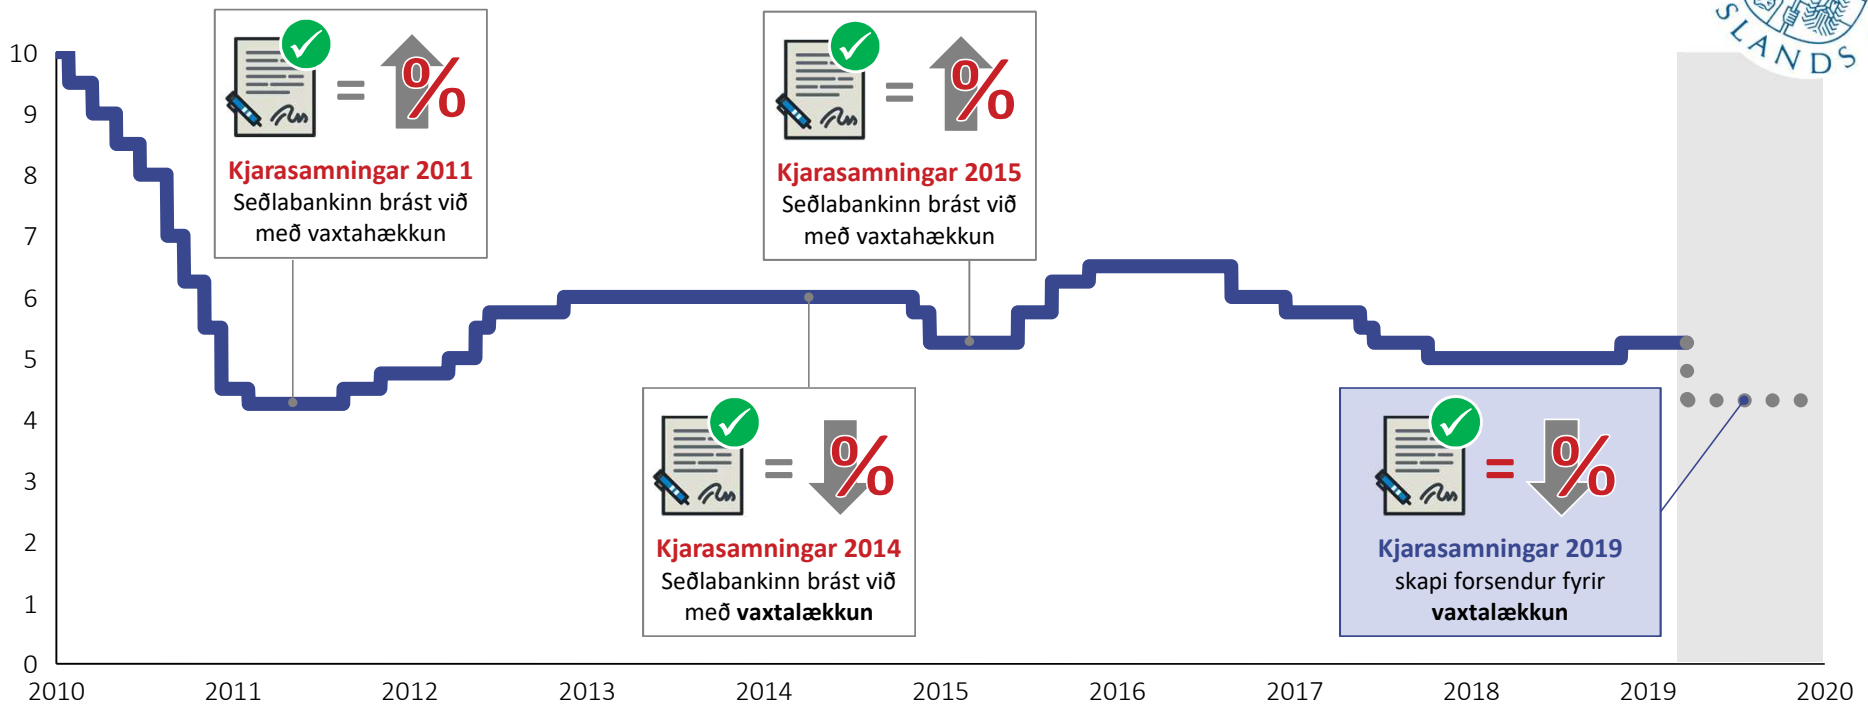 SLANDS
10
9
8
7
6
5
4
3
2
1
0
%
Kjarasamningar 2011
Seðlabankinn brást við
með vaxtahækkun
%
Kjarasamningar 2015
Seðlabankinn brást við
með vaxtahækkun
%
Kjarasamningar 2014
Seðlabankinn brást við
með vaxtalækkun
%
Kjarasamningar 2019
skapi forsendur fyrir
vaxtalækkun
2010 2011 2012 2013 2014 2015 2016 2017 2018 2019 2020